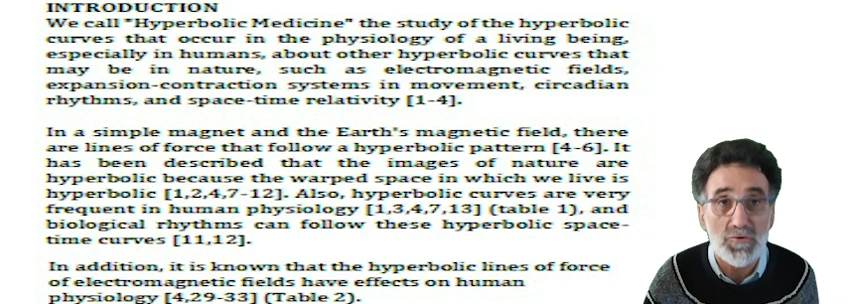 INTRODUCTION
We call "Hyperbolic Medicine" the study of the hyperbolic
curves that occur in the physiology of a living being,
especially in humans, about other hyperbolic curves that
may be in nature, such as electromagnetic fields,
expansion-contraction systems in movement, circadian
rhythms, and space-time relativity [1-4].
In a simple magnet and the Earth's magnetic field, there
are lines of force that follow a hyperbolic pattern [4-6]. It
has been described that the images of nature are
hyperbolic because the warped space in which we live is
hyperbolic [1,2,4,7-12]. Also, hyperbolic curves are very
frequent in human physiology [1,3,4,7,13] (table 1), and
biological rhythms can follow these hyperbolic space-
time curves [11,12].
In addition, it is known that the hyperbolic lines of force
of electromagnetic fields have effects on human
physiology [4,29-33] (Table 2).